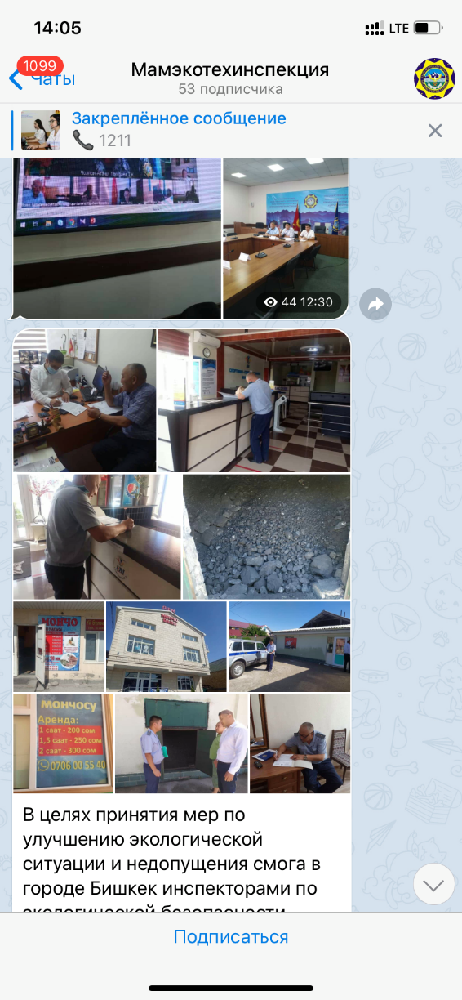 14:05
LTE
1099
Чаты
Мамэкотехинспекция
53 подписчика
Закреплённое сообщение
1211
44 12:30
МОНЧО
МОНЧОСУ
Аренда:
1 саат - 200 сом
1,5 саат - 250 сом
2 саат - 300 сом
0706 00 55 40
В целях принятия мер по
улучшению экологической
ситуации и недопущения смога в
городе Бишкек инспекторами по
экологической безопасности
Подписаться